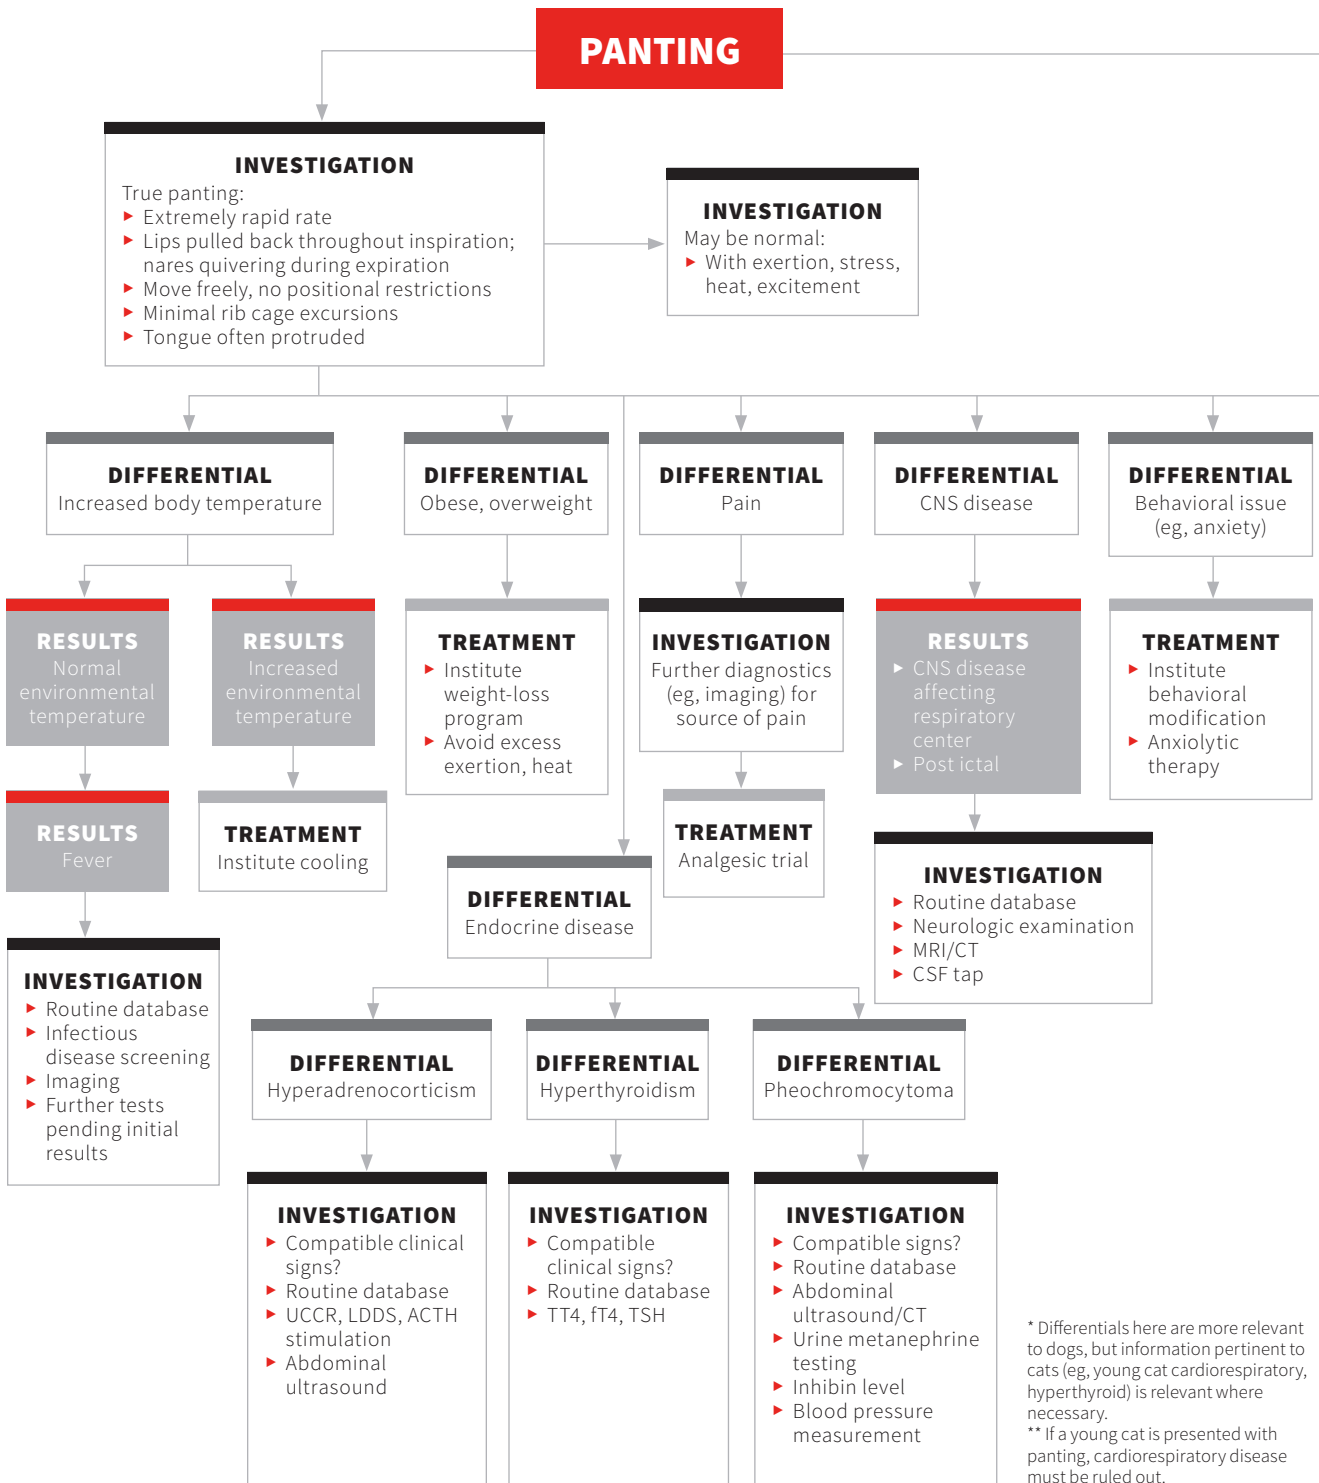 PANTING
INVESTIGATION
True panting:
▶ Extremely rapid rate
▶ Lips pulled back throughout inspiration;
nares quivering during expiration
▶ Move freely, no positional restrictions
▶ Minimal rib cage excursions
▶ Tongue often protruded
INVESTIGATION
May be normal:
▶ With exertion, stress,
heat, excitement
DIFFERENTIAL
Increased body temperature
DIFFERENTIAL
Obese, overweight
DIFFERENTIAL
Pain
DIFFERENTIAL
CNS disease
DIFFERENTIAL
Behavioral issue
(eg, anxiety)
RESULTS
Normal
environmental
temperature
RESULTS
Increased
environmental
temperature
TREATMENT
▶ Institute
weight-loss
program
▶ Avoid excess
exertion, heat
INVESTIGATION
Further diagnostics
(eg, imaging) for
source of pain
RESULTS
▶ CNS disease
affecting
respiratory
center
▶ Post ictal
TREATMENT
▶ Institute
behavioral
modification
▶ Anxiolytic
therapy
RESULTS
Fever
TREATMENT
Institute cooling
TREATMENT
Analgesic trial
DIFFERENTIAL
Endocrine disease
INVESTIGATION
▶ Routine database
▶ Neurologic examination
▶ MRI/CT
▶ CSF tap
INVESTIGATION
▶ Routine database
▶ Infectious
disease screening
▶ Imaging
▶ Further tests
pending initial
results
DIFFERENTIAL
Hyperadrenocorticism
DIFFERENTIAL
Hyperthyroidism
DIFFERENTIAL
Pheochromocytoma
INVESTIGATION
▶ Compatible clinical
signs?
▶ Routine database
▶ UCCR, LDDS, ACTH
stimulation
▶ Abdominal
ultrasound
INVESTIGATION
▶ Compatible
clinical signs?
▶ Routine database
▶ TT4, fT4, TSH
INVESTIGATION
▶ Compatible signs?
▶ Routine database
▶ Abdominal
ultrasound/CT
▶ Urine metanephrine
testing
▶ Inhibin level
▶ Blood pressure
measurement
* Differentials here are more relevant
to dogs, but information pertinent to
cats (eg, young cat cardiorespiratory,
hyperthyroid) is relevant where
necessary.
** If a young cat is presented with
panting, cardiorespiratory disease
must be ruled out.